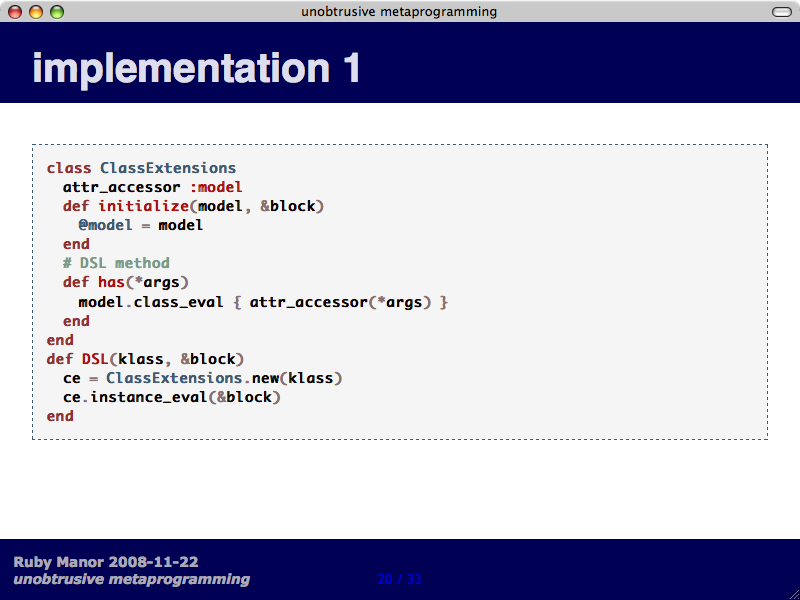 unobtrusive metaprogramming
implementation 1
class ClassExtensions
  attr_accessor :model
  def initialize(model, &block)
    @model = model
  end
  # DSL method
  def has(*args)
    model.class_eval { attr_accessor(*args) }
  end
end
def DSL(klass, &block)
  ce = ClassExtensions.new(klass)
  ce.instance_eval(&block)
end
Ruby Manor 2008-11-22
unobtrusive metaprogramming
20 / 33